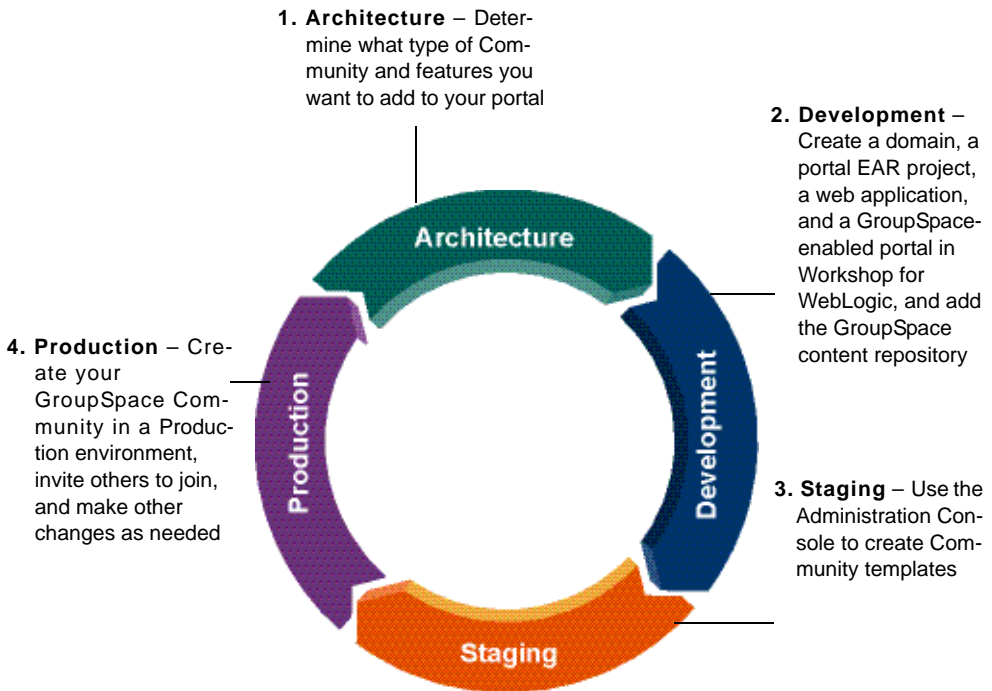 1. Architecture – Deter-
mine what type of Com-
munity and features you
want to add to your portal
2. Development –
Create a domain, a
portal EAR project,
a web application,
and a GroupSpace-
enabled portal in
Workshop for
WebLogic, and add
the GroupSpace
content repository
3. Staging – Use the
Administration Con-
sole to create Com-
munity templates
4. Production – Cre-
ate your
GroupSpace Com-
munity in a Produc-
tion environment,
invite others to join,
and make other
changes as needed
Architecture
Development
Staging
Production